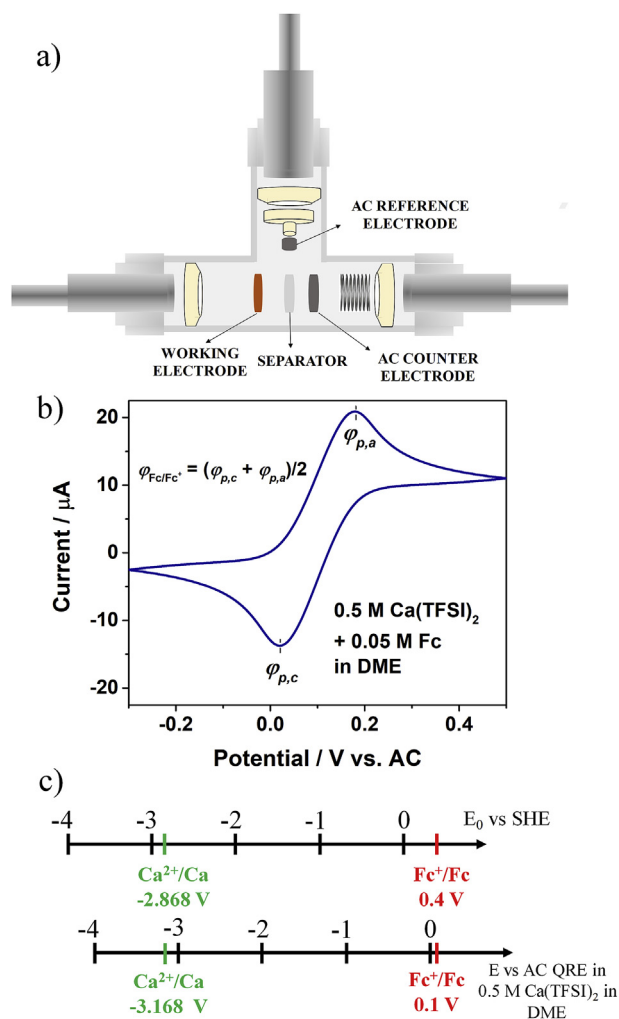 a)
AC REFERENCE
ELECTRODE
WORKING
ELECTRODE
SEPARATOR
AC COUNTER
ELECTRODE
b)
20
10
0
-10
-20
Current / μA
φp,a
φFc/Fc+ = (φp,c + φp,a)/2
0.5 M Ca(TFSI)2
+ 0.05 M Fc
in DME
φp,c
-0.2
0.0
0.2
0.4
Potential / V vs. AC
c)
-4
-3
-2
-1
0
E0 vs SHE
Ca2+/Ca
-2.868 V
Fc+/Fc
0.4 V
-4
-3
-2
-1
0
Ca2+/Ca
-3.168 V
Fc+/Fc
0.1 V
E vs AC QRE in
0.5 M Ca(TFSI)2 in
DME